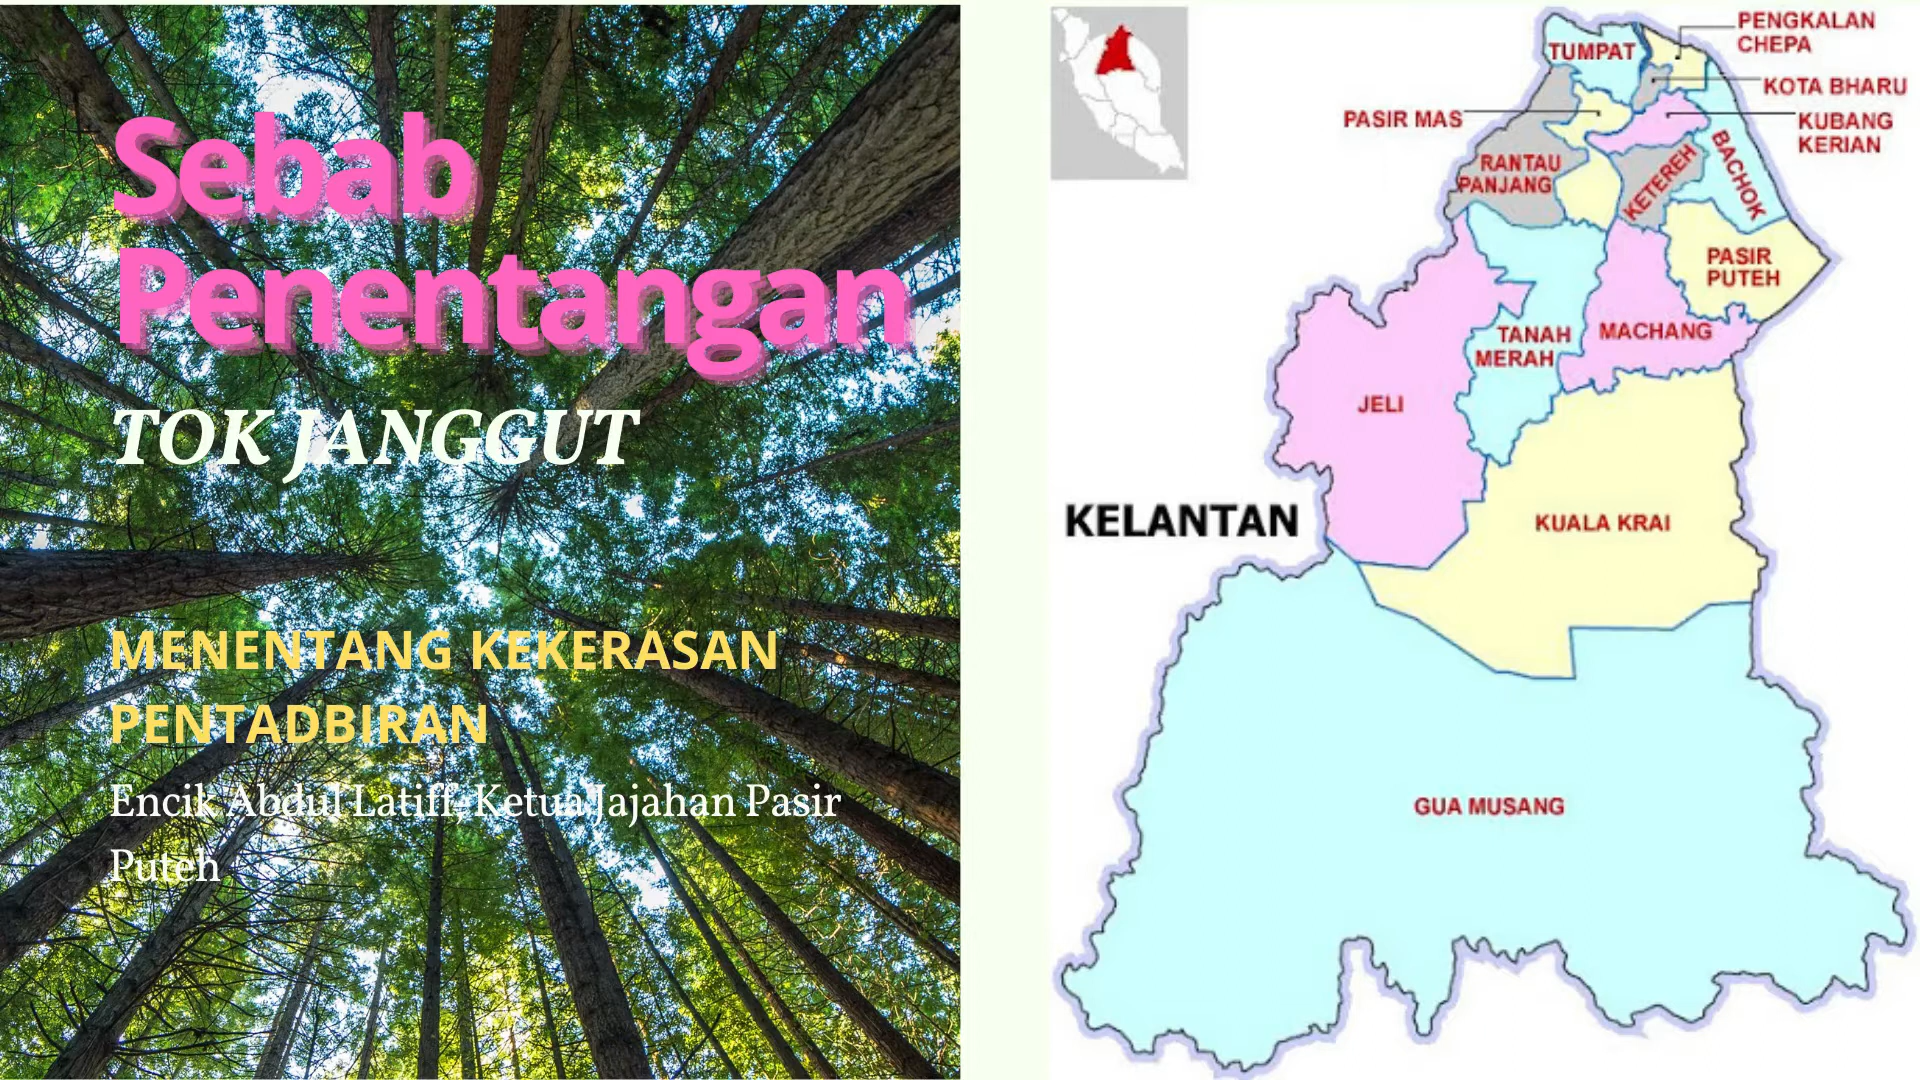 Sebab
Penentangan
TOK JANGGUT
MENENTANG KEKERASAN
PENTADBIRAN
Encik Abdul Latiff, Ketua Jajahan Pasir
Puteh
PENGKALAN
CHEPA
TUMPAT
KOTA BHARU
PASIR MAS
KUBANG
KERIAN
BACHOK
RANTAU
PANJANG
KETEREH
PASIR
PUTEH
TANAH
MERAH
MACHANG
JELI
KELANTAN
KUALA KRAI
GUA MUSANG